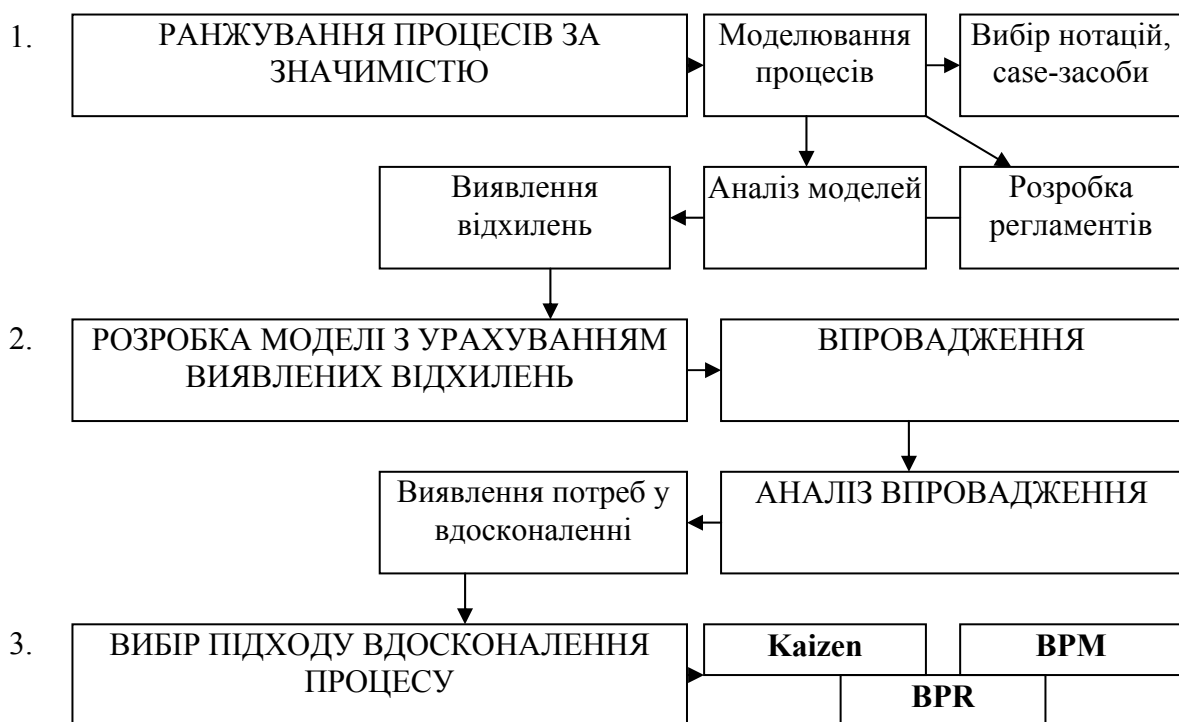 1.
РАНЖУВАННЯ ПРОЦЕСІВ ЗА
ЗНАЧИМІСТЮ
Моделювання
процесів
Вибір нотацій,
case-засоби
Виявлення
відхилень
Аналіз моделей
Розробка
регламентів
2.
РОЗРОБКА МОДЕЛІ З УРАХУВАННЯМ
ВИЯВЛЕНИХ ВІДХИЛЕНЬ
ВПРОВАДЖЕННЯ
Виявлення потреб у
вдосконаленні
АНАЛІЗ ВПРОВАДЖЕННЯ
3.
ВИБІР ПІДХОДУ ВДОСКОНАЛЕННЯ
ПРОЦЕСУ
Kaizen
BPM
BPR